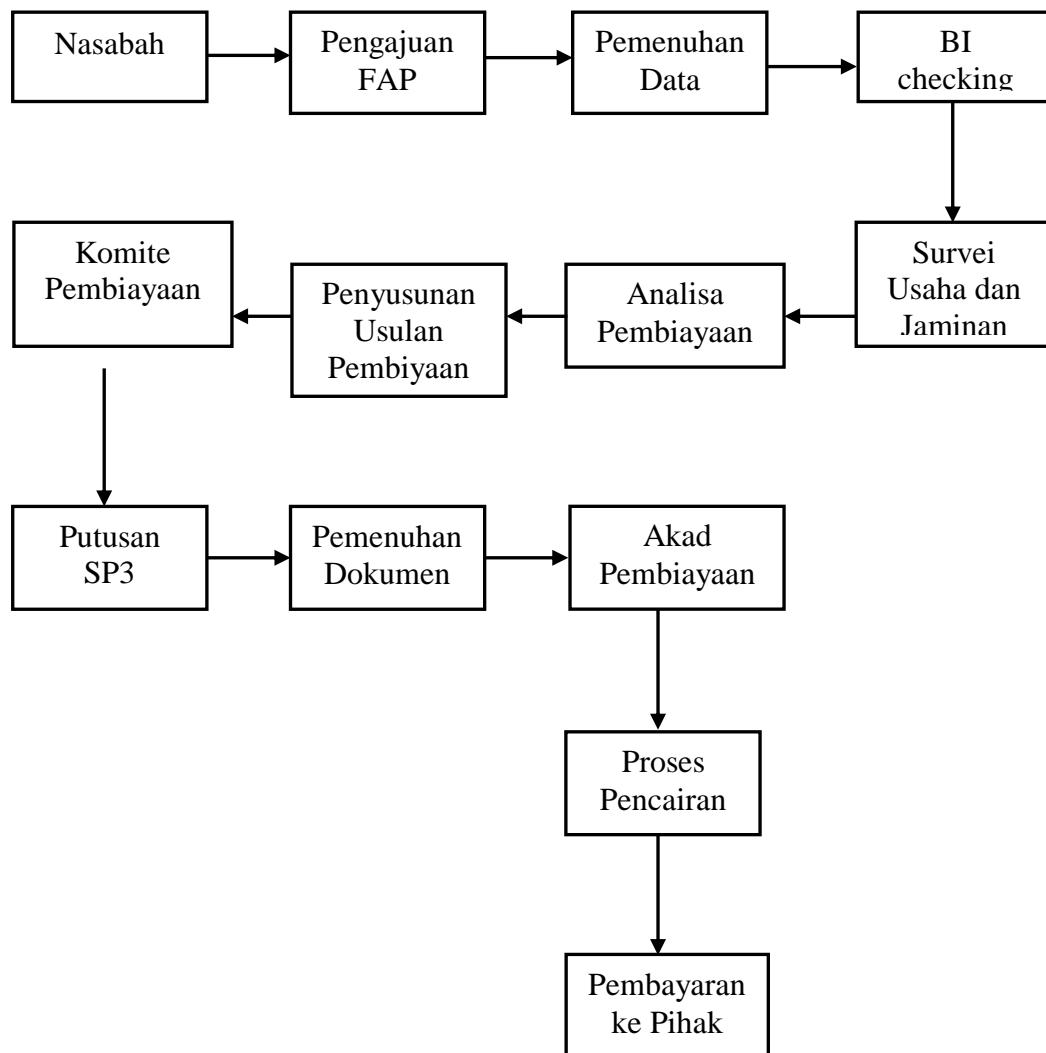 Nasabah
Pengajuan
FAP
Pemenuhan
Data
BI
checking
Survei
Usaha dan
Jaminan
Analisa
Pembiayaan
Penyusunan
Usulan
Pembiyaan
Komite
Pembiayaan
Putusan
SP3
Pemenuhan
Dokumen
Akad
Pembiayaan
Proses
Pencairan
Pembayaran
ke Pihak